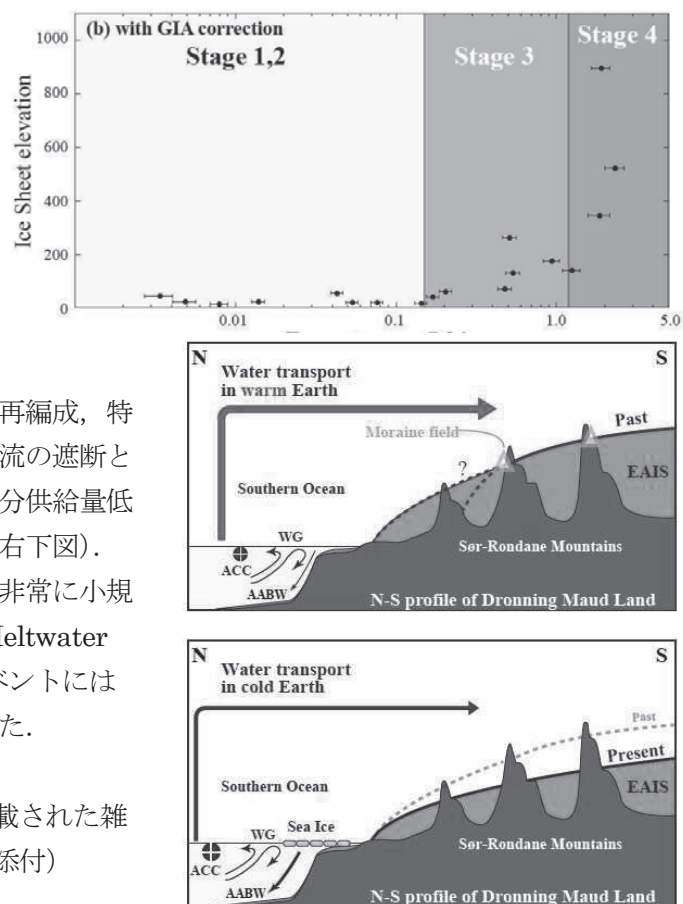 (b) with GIA correction
Stage 1,2
Stage 3
Stage 4
Ice Sheet elevation
1000
800
600
400
200
0
0.01
0.1
1.0
5.0
再編成，特
流の遮断と
分供給量低
右下図）．
非常に小規
eltwater
ベントには
た．
載された雑
添付）
N
S
Water transport
in warm Earth
Past
Moraine field
?
EAIS
Southern Ocean
WG
ACC
AABW
Sør-Rondane Mountains
N-S profile of Dronning Maud Land
N
S
Water transport
in cold Earth
Past
Present
EAIS
Southern Ocean
Sea Ice
WG
ACC
AABW
Sør-Rondane Mountains
N-S profile of Dronning Maud Land